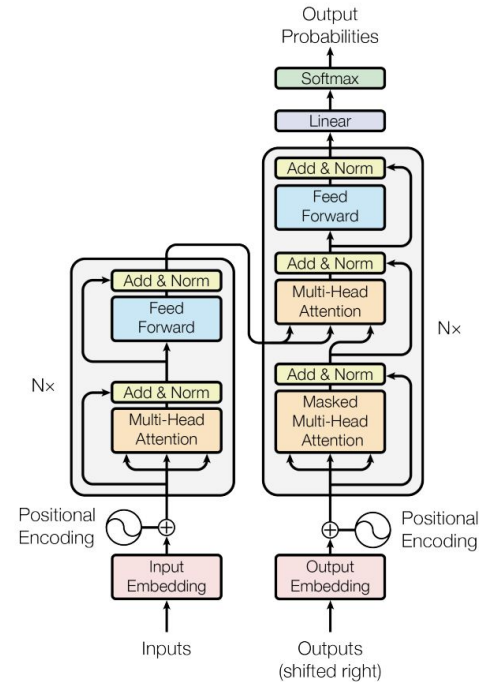 Output
Probabilities
Softmax
Linear
Add & Norm
Feed
Forward
Add & Norm
Multi-Head
Attention
Add & Norm
Masked
Multi-Head
Attention
N×
Positional
Encoding
Output
Embedding
Outputs
(shifted right)
Add & Norm
Feed
Forward
Add & Norm
Multi-Head
Attention
N×
Positional
Encoding
Input
Embedding
Inputs